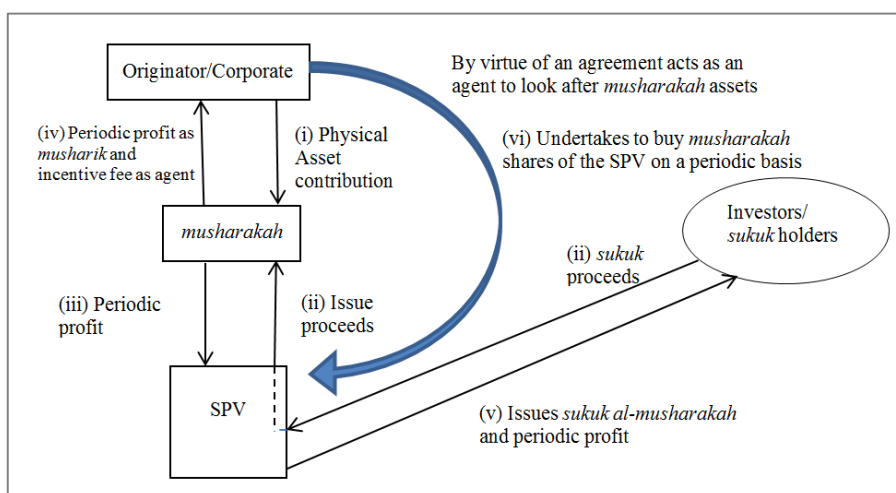 Originator/Corporate
By virtue of an agreement acts as an
agent to look after musharakah assets
(iv) Periodic profit as
musharik and
incentive fee as agent
(i) Physical
Asset
contribution
(vi) Undertakes to buy musharakah
shares of the SPV on a periodic basis
musharakah
Investors/
sukuk holders
(ii) sukuk
proceeds
(iii) Periodic
profit
(ii) Issue
proceeds
SPV
(v) Issues sukuk al-musharakah
and periodic profit